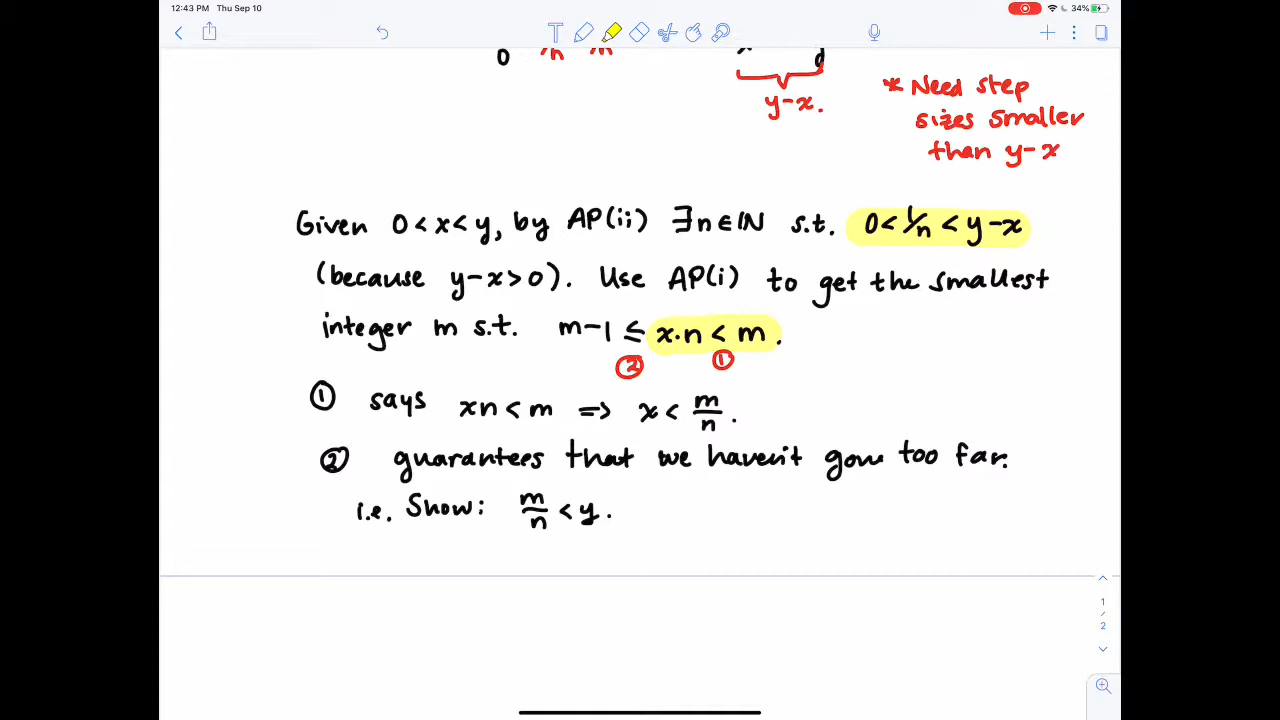 12:43 PM Thu Sep 10
34%
0
y-x.
* Need step
sizes smaller
than y-x
Given 0<x<y, by AP(ii) ∃n∈ℕ s.t. 0<1/n<y-x
(because y-x>0). Use AP(i) to get the smallest
integer m s.t. m-1 ≤ x·n < m.
② ①
① says xn<m ⇒ x< m/n.
② guarantees that we haven't gone too far.
i.e. Show: m/n < y.
1
/
2